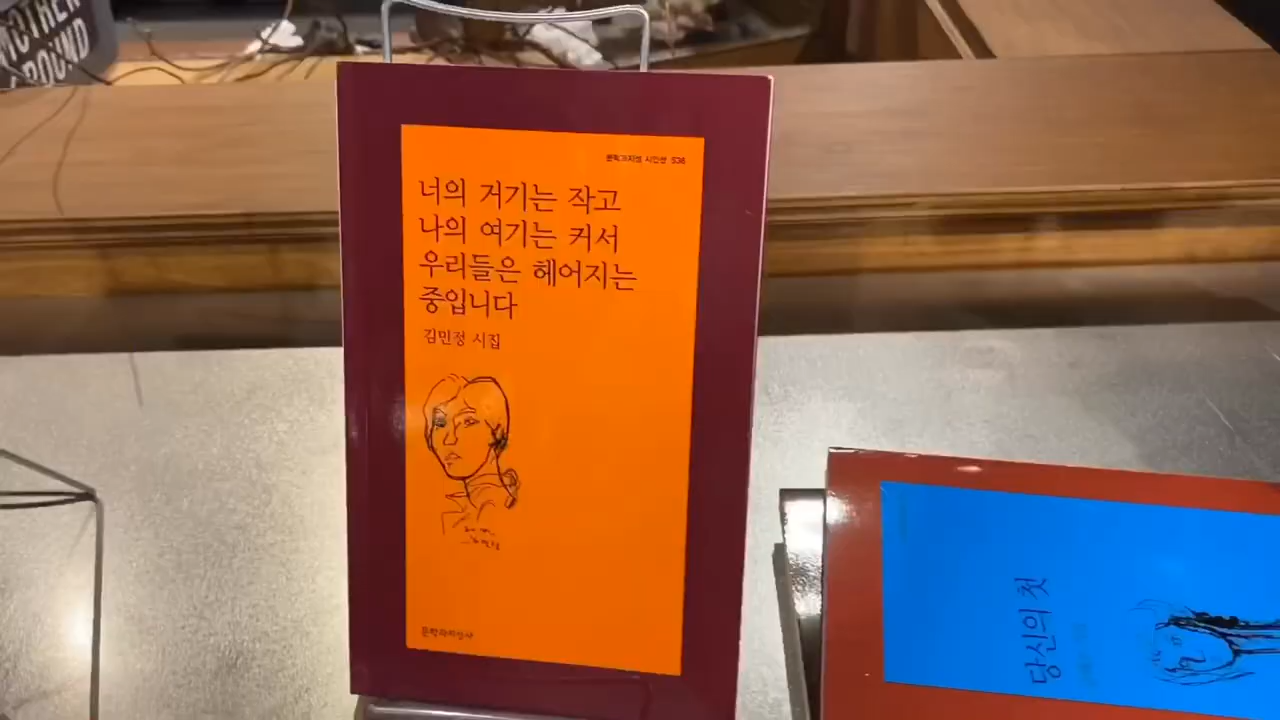 MOTHER
GROUND
문학과지성 시인선 536
너의 거기는 작고
나의 여기는 커서
우리들은 헤어지는
중입니다
김민정 시집
문학과지성사
당신의 첫